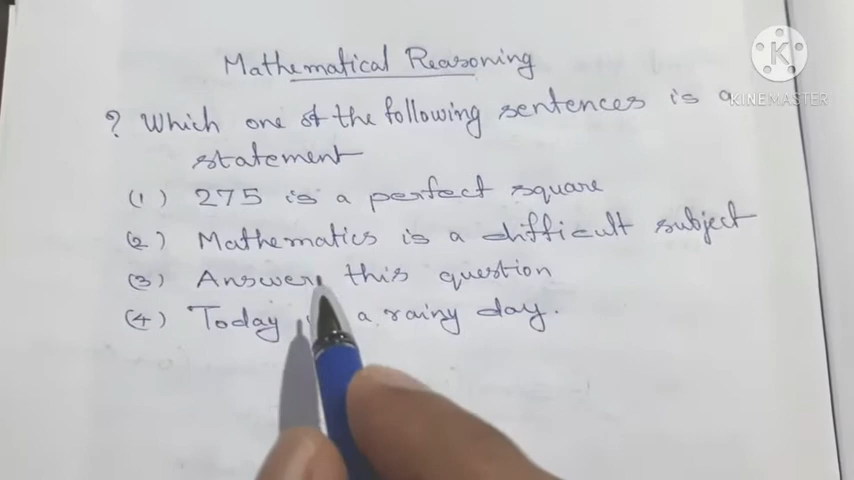 Mathematical Reasoning
? Which one of the following sentences is a
statement
(1) 275 is a perfect square
(2) Mathematics is a difficult subject
(3) Answer this question
(4) Today a rainy day.
K
KINEMASTER